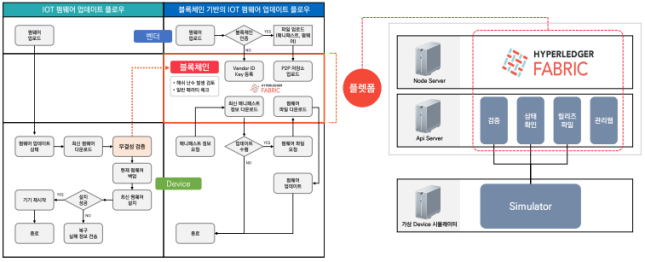 IOT 펌웨어 업데이트 플로우
블록체인 기반의 IOT 펌웨어 업데이트 플로우
펌웨어
업로드
벤더
펌웨어
업로드
블록체인
인증
YES
파일 업로드
(매니페스트, 펌웨어)
NO
블록체인
• 해쉬 난수 발생 검토
• 일반 패리티 체크
Vender ID
Key 등록
P2P 저장소
업로드
HYPERLEDGER
FABRIC
최신 매니페스트
정보 다운로드
펌웨어
파일 다운로드
펌웨어 업데이트
최신 펌웨어
다운로드
무결성 검증
매니페스트 정보
요청
업데이트
수행
YES
펌웨어 파일
요청
현재 펌웨어
백업
Device
NO
펌웨어
업데이트
기기 재시작
YES
설치
성공
최신 펌웨어
설치
NO
종료
복구
실패 정보 전송
종료
플랫폼
Node Server
HYPERLEDGER
FABRIC
Api Server
검증
상태
확인
릴리즈
파일
관리웹
가상 Device 시뮬레이터
Simulator